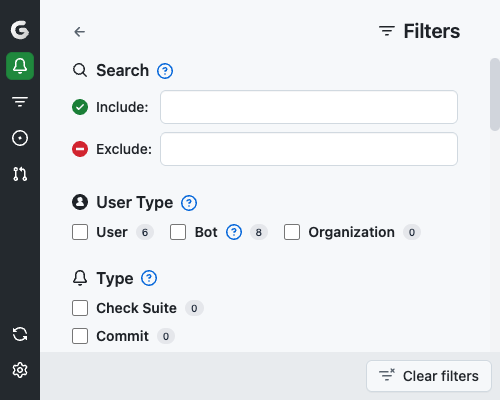 Filters
Search
Include:
Exclude:
User Type
User 6 Bot 8 Organization 0
Type
Check Suite 0
Commit 0
Clear filters